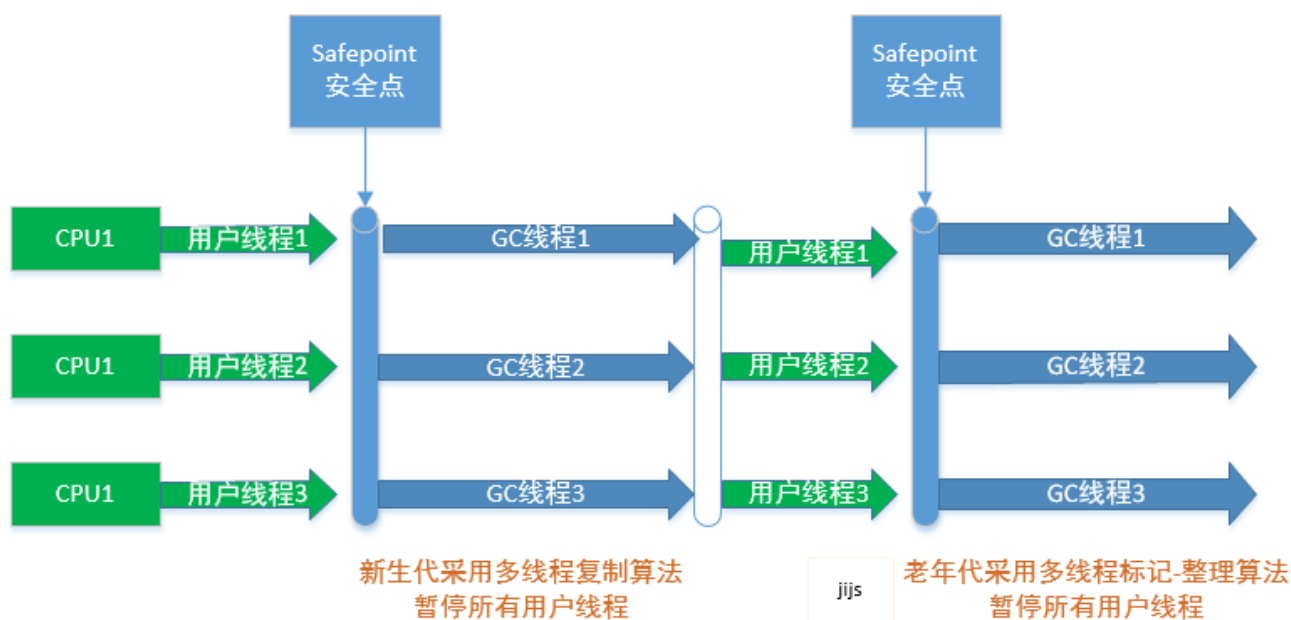 Safepoint
安全点
Safepoint
安全点
CPU1
用户线程1
GC线程1
用户线程1
GC线程1
CPU1
用户线程2
GC线程2
用户线程2
GC线程2
CPU1
用户线程3
GC线程3
用户线程3
GC线程3
新生代采用多线程复制算法
暂停所有用户线程
jijs
老年代采用多线程标记-整理算法
暂停所有用户线程